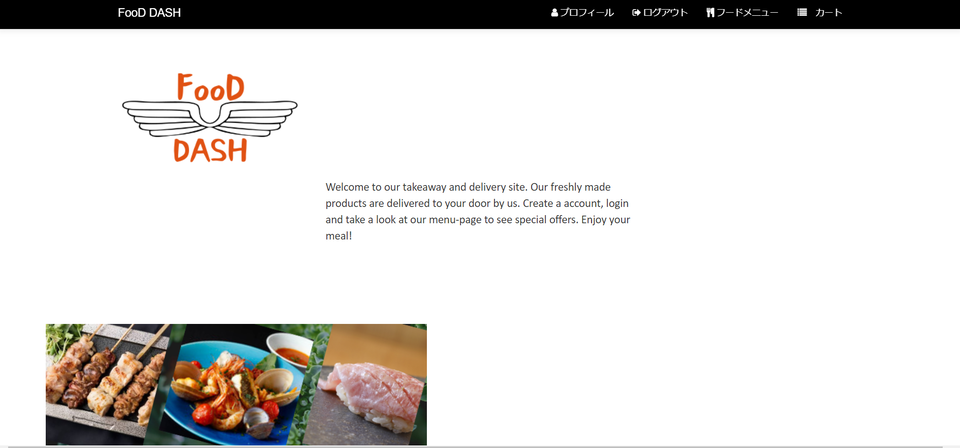 FooD DASH
プロフィール ログアウト フードメニュー カート
FooD
DASH
Welcome to our takeaway and delivery site. Our freshly made
products are delivered to your door by us. Create a account, login
and take a look at our menu-page to see special offers. Enjoy your
meal!